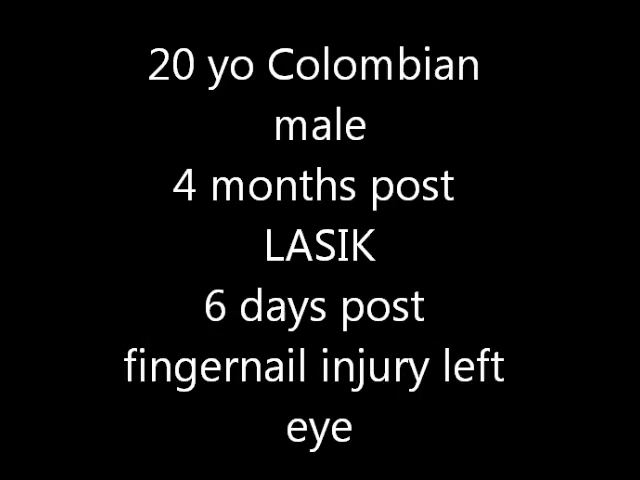 20 yo Colombian
male
4 months post
LASIK
6 days post
fingernail injury left
eye